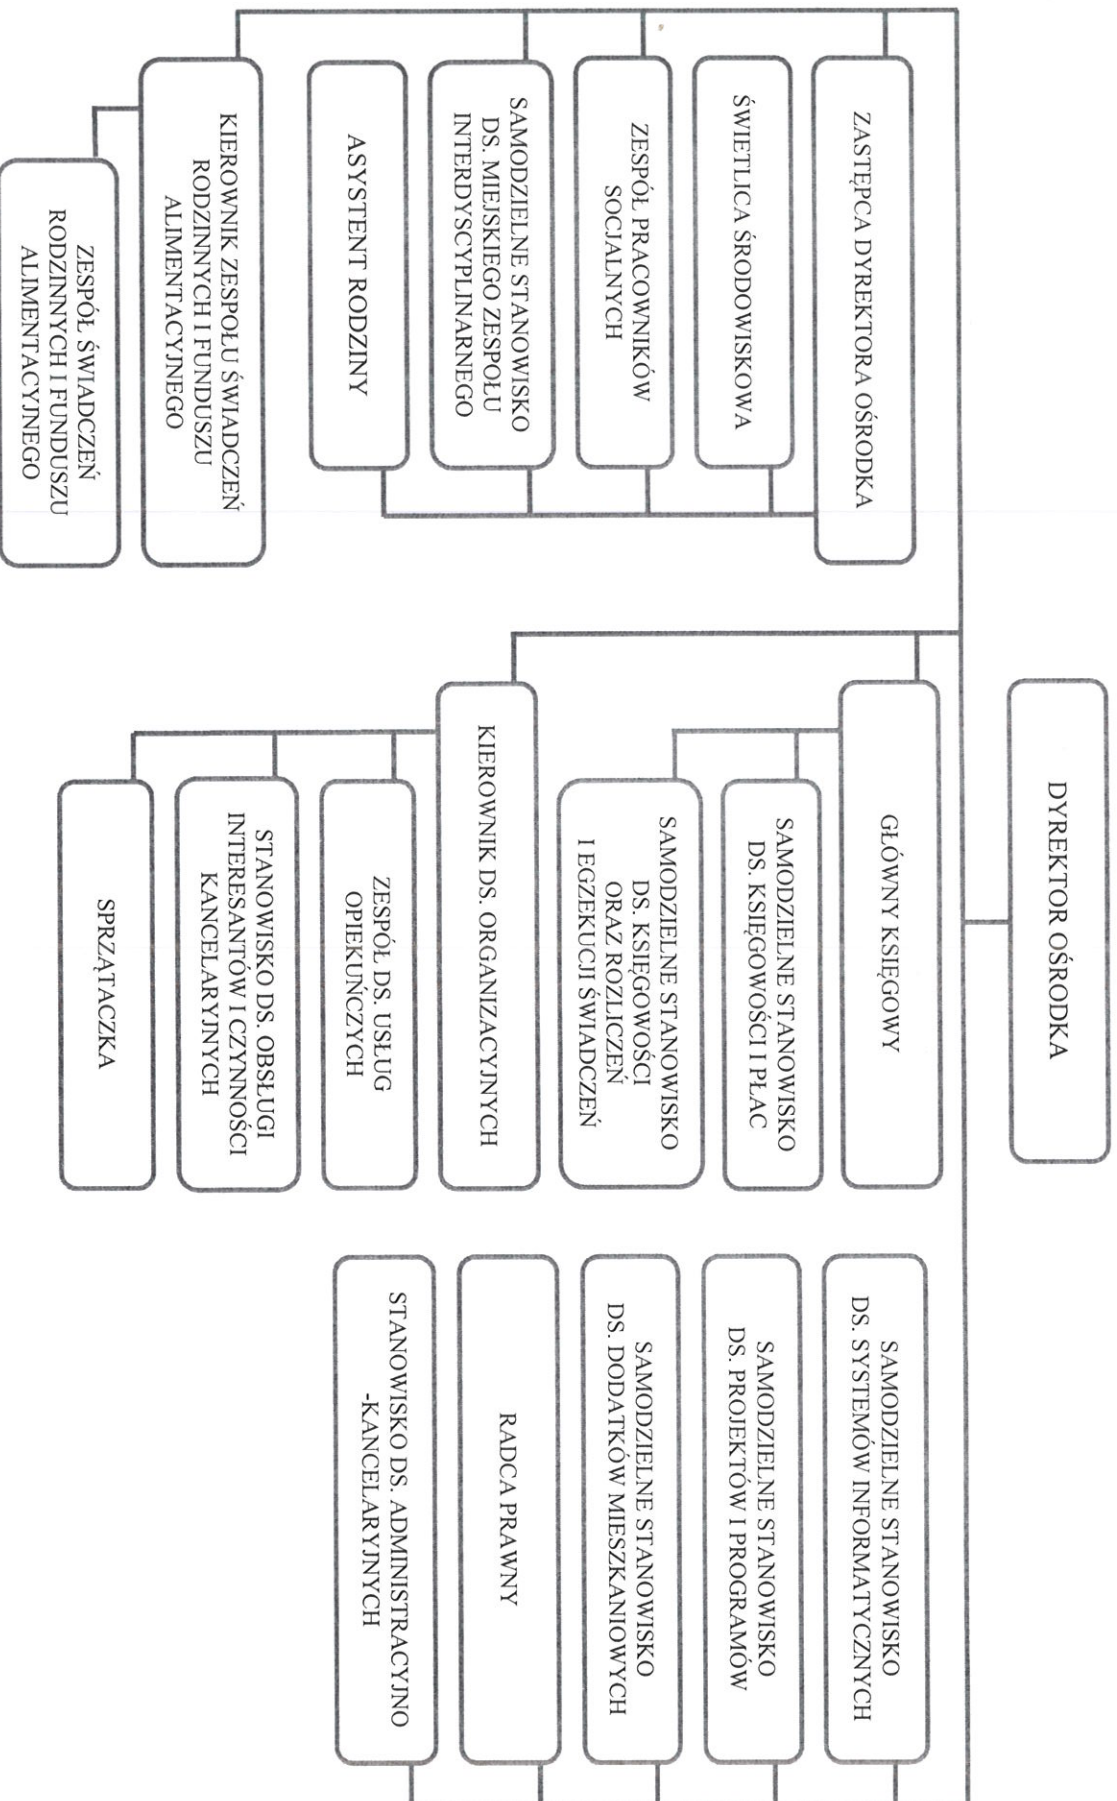 DYREKTOR OŚRODKA
ZASTĘPCA DYREKTORA OŚRODKA
ŚWIETLICA ŚRODOWISKOWA
ZESPÓŁ PRACOWNIKÓW
SOCJALNYCH
SAMODZIELNE STANOWISKO
DS. MIEJSKIEGO ZESPOŁU
INTERDYSCYPLINARNEGO
ASYSTENT RODZINY
KIEROWNIK ZESPOŁU ŚWIADCZEŃ
RODZINNYCH I FUNDUSZU
ALIMENTACYJNEGO
ZESPÓŁ ŚWIADCZEŃ
RODZINNYCH I FUNDUSZU
ALIMENTACYJNEGO
GŁÓWNY KSIĘGOWY
SAMODZIELNE STANOWISKO
DS. KSIĘGOWOŚCI I PŁAC
SAMODZIELNE STANOWISKO
DS. KSIĘGOWOŚCI
ORAZ ROZLICZEŃ
I EGZEKUCJI ŚWIADCZEŃ
KIEROWNIK DS. ORGANIZACYJNYCH
ZESPÓŁ DS. USŁUG
OPIEKUŃCZYCH
STANOWISKO DS. OBSŁUGI
INTERESANTÓW I CZYNNOŚCI
KANCELARYJNYCH
SPRZĄTACZKA
SAMODZIELNE STANOWISKO
DS. SYSTEMÓW INFORMATYCZNYCH
SAMODZIELNE STANOWISKO
DS. PROJEKTÓW I PROGRAMÓW
SAMODZIELNE STANOWISKO
DS. DODATKÓW MIESZKANIOWYCH
RADCA PRAWNY
STANOWISKO DS. ADMINISTRACYJNO
-KANCELARYJNYCH